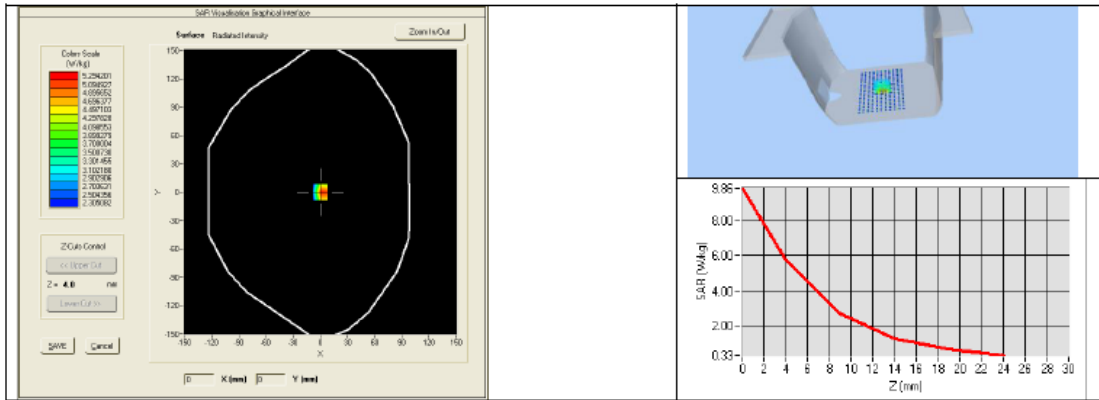 SAR Visualisation Graphical Interface
Surface Radiated Intensity
Zoom In/Out
Colors Scale
(W/kg)
5.294201
5.094927
4.895652
4.696377
4.497103
4.297828
4.098553
3.899279
3.700004
3.500730
3.301455
3.102180
2.902906
2.703631
2.504356
2.305082
Z Cuts Control
<< Upper Cut
Z = 4.0 mm
Lower Cut >>
SAVE Cancel
Y
150
120
90
60
30
0
-30
-60
-90
-120
-150
-150 -120 -90 -60 -30 0 30 60 90 120 150
X
0 X (mm) 0 Y (mm)
SAR (W/kg)
9.86
8.00
6.00
4.00
2.00
0.33
0 2 4 6 8 10 12 14 16 18 20 22 24 26 28 30
Z (mm)